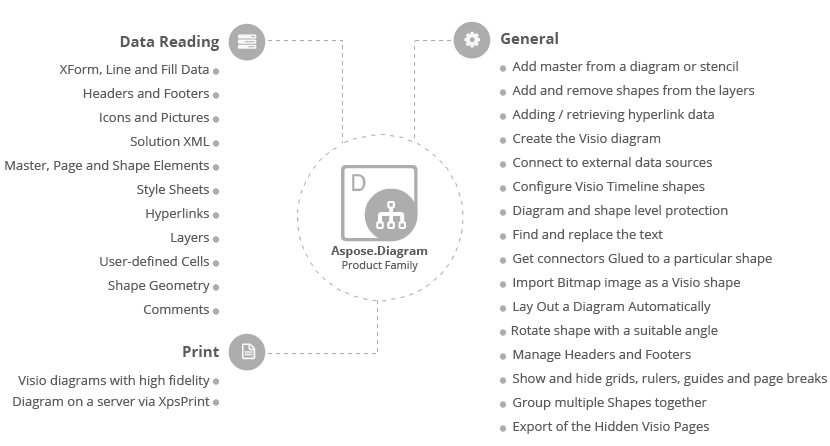 Data Reading
XForm, Line and Fill Data
Headers and Footers
Icons and Pictures
Solution XML
Master, Page and Shape Elements
Style Sheets
Hyperlinks
Layers
User-defined Cells
Shape Geometry
Comments
Print
Visio diagrams with high fidelity
Diagram on a server via XpsPrint
D
Aspose.Diagram
Product Family
General
Add master from a diagram or stencil
Add and remove shapes from the layers
Adding / retrieving hyperlink data
Create the Visio diagram
Connect to external data sources
Configure Visio Timeline shapes
Diagram and shape level protection
Find and replace the text
Get connectors Glued to a particular shape
Import Bitmap image as a Visio shape
Lay Out a Diagram Automatically
Rotate shape with a suitable angle
Manage Headers and Footers
Show and hide grids, rulers, guides and page breaks
Group multiple Shapes together
Export of the Hidden Visio Pages